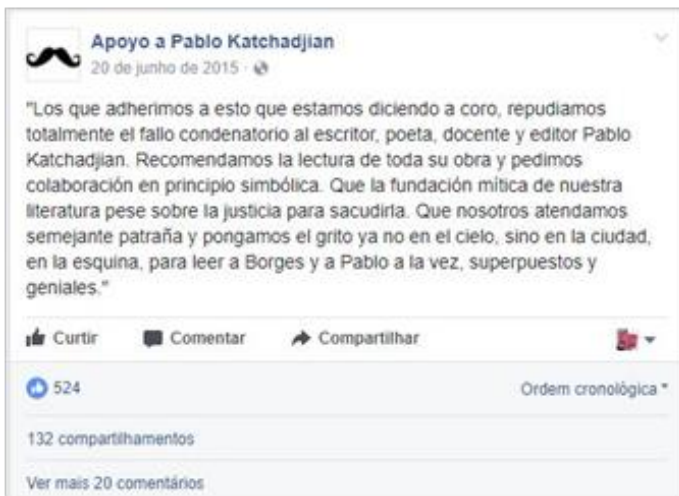 Apoyo a Pablo Katchadjian
20 de junho de 2015 ·
"Los que adherimos a esto que estamos diciendo a coro, repudiamos
totalmente el fallo condenatorio al escritor, poeta, docente y editor Pablo
Katchadjian. Recomendamos la lectura de toda su obra y pedimos
colaboración en principio simbólica. Que la fundación mítica de nuestra
literatura pese sobre la justicia para sacudirla. Que nosotros atendamos
semejante patraña y pongamos el grito ya no en el cielo, sino en la ciudad,
en la esquina, para leer a Borges y a Pablo a la vez, superpuestos y
geniales."
Curtir Comentar Compartilhar
524 Ordem cronológica
132 compartilhamentos
Ver mais 20 comentários